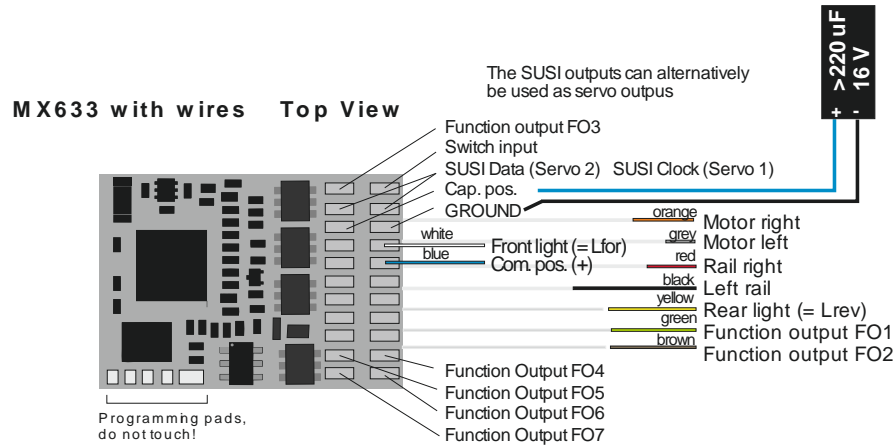 The SUSI outputs can alternatively
be used as servo outpus
>220 uF
16 V
+ -
MX633 with wires Top View
Function output FO3
Switch input
SUSI Data (Servo 2) SUSI Clock (Servo 1)
Cap. pos.
GROUND
white
Front light (= Lfor)
blue
Com. pos. (+)
orange
Motor right
grey
Motor left
red
Rail right
black
Left rail
yellow
Rear light (= Lrev)
green
Function output FO1
brown
Function output FO2
Function Output FO4
Function Output FO5
Function Output FO6
Function Output FO7
Programming pads,
do not touch!